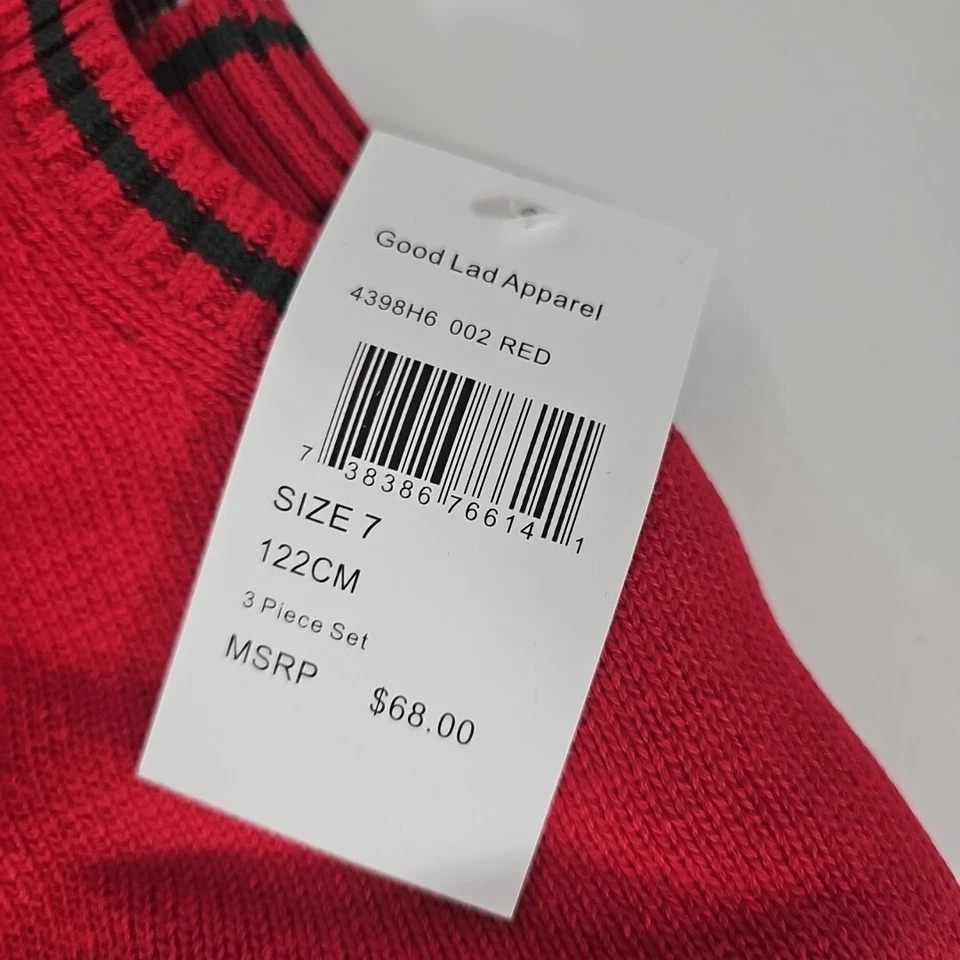 Good Lad Apparel
4398H6 002 RED
7 38386 76614 1
SIZE 7
122CM
3 Piece Set
MSRP $68.00